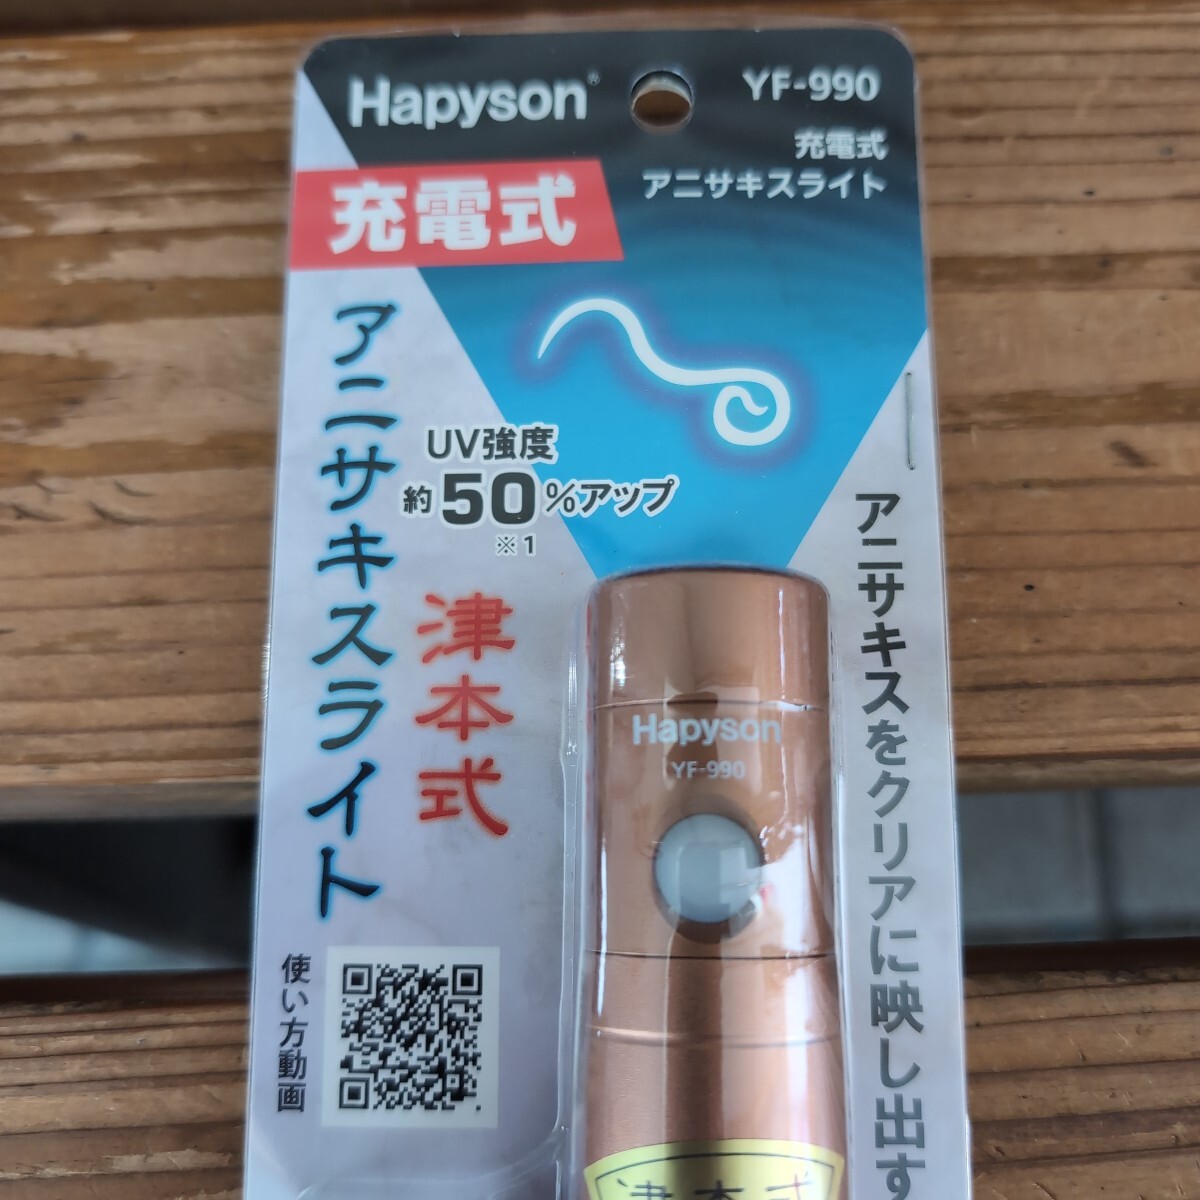 Hapyson®
YF-990
充電式
アニサキスライト
充電式
アニサキスライト
UV強度
約50%アップ
※1
津本式
アニサキスをクリアに映し出す
Hapyson
YF-990
使い方動画
津本式